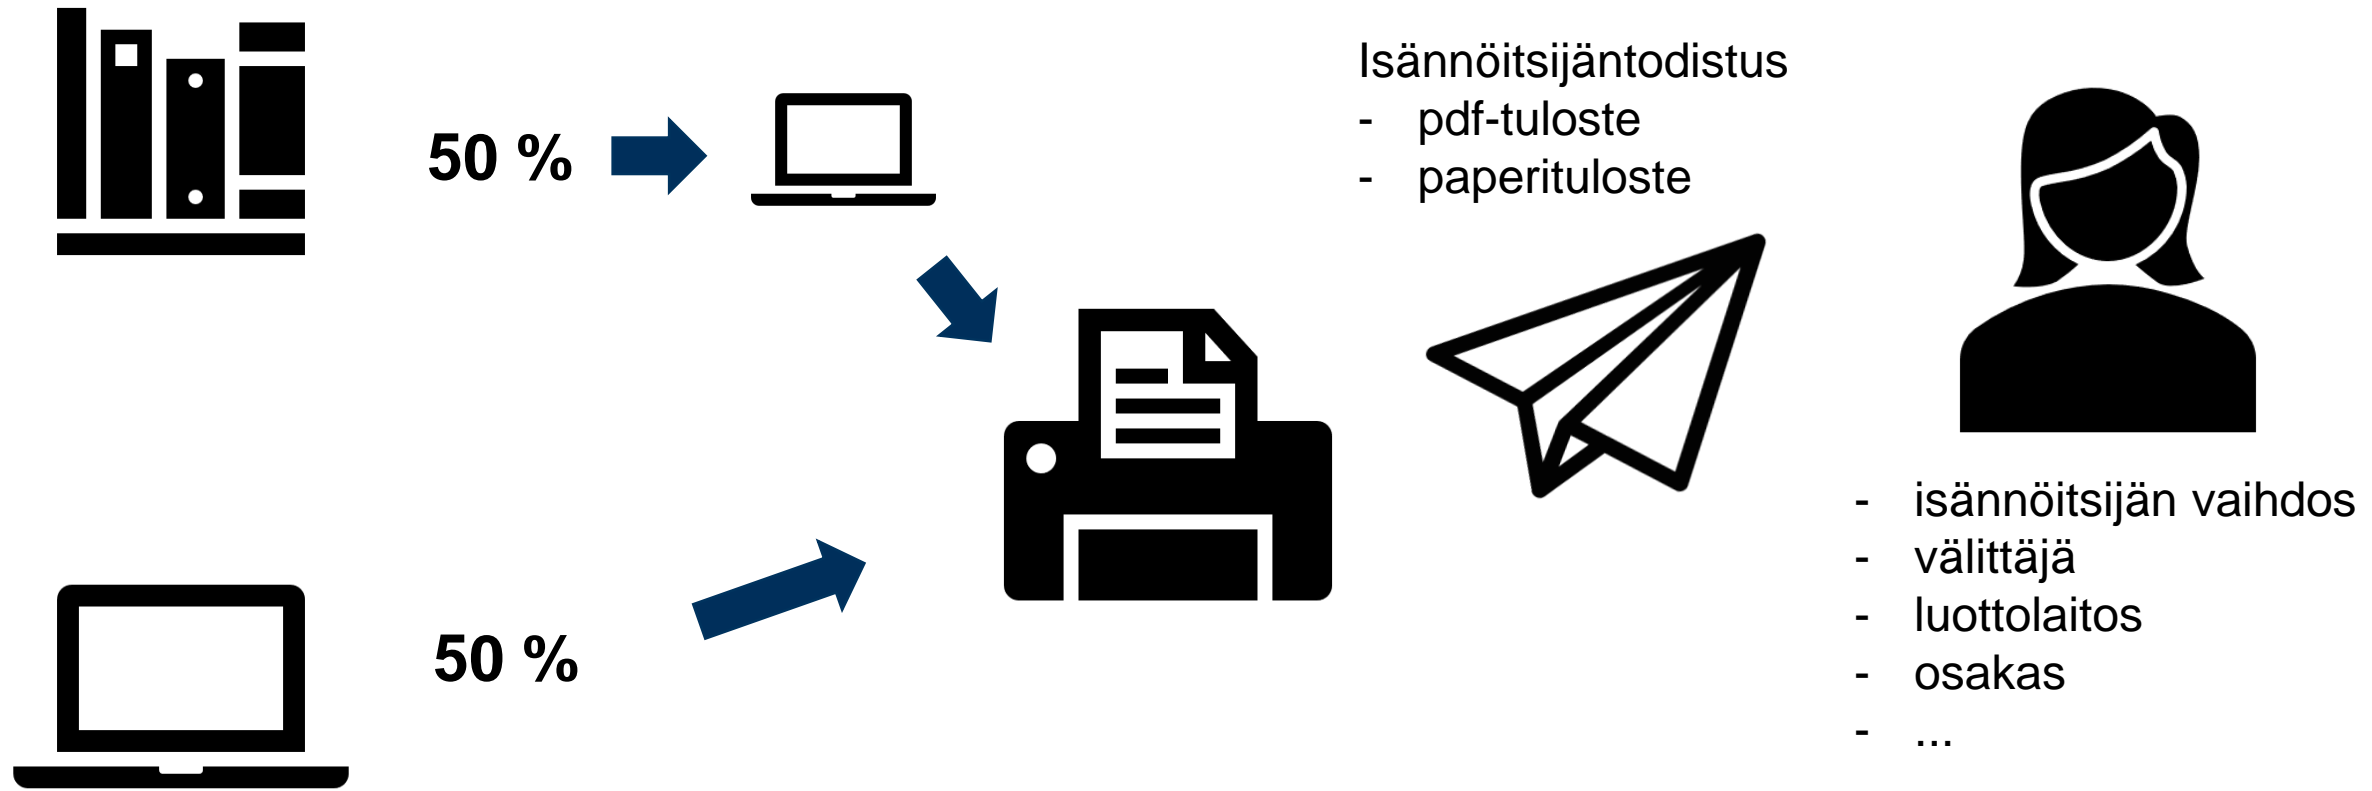 50 %
Isännöitsijäntodistus
- pdf-tuloste
- paperituloste
50 %
- isännöitsijän vaihdos
- välittäjä
- luottolaitos
- osakas
- ...